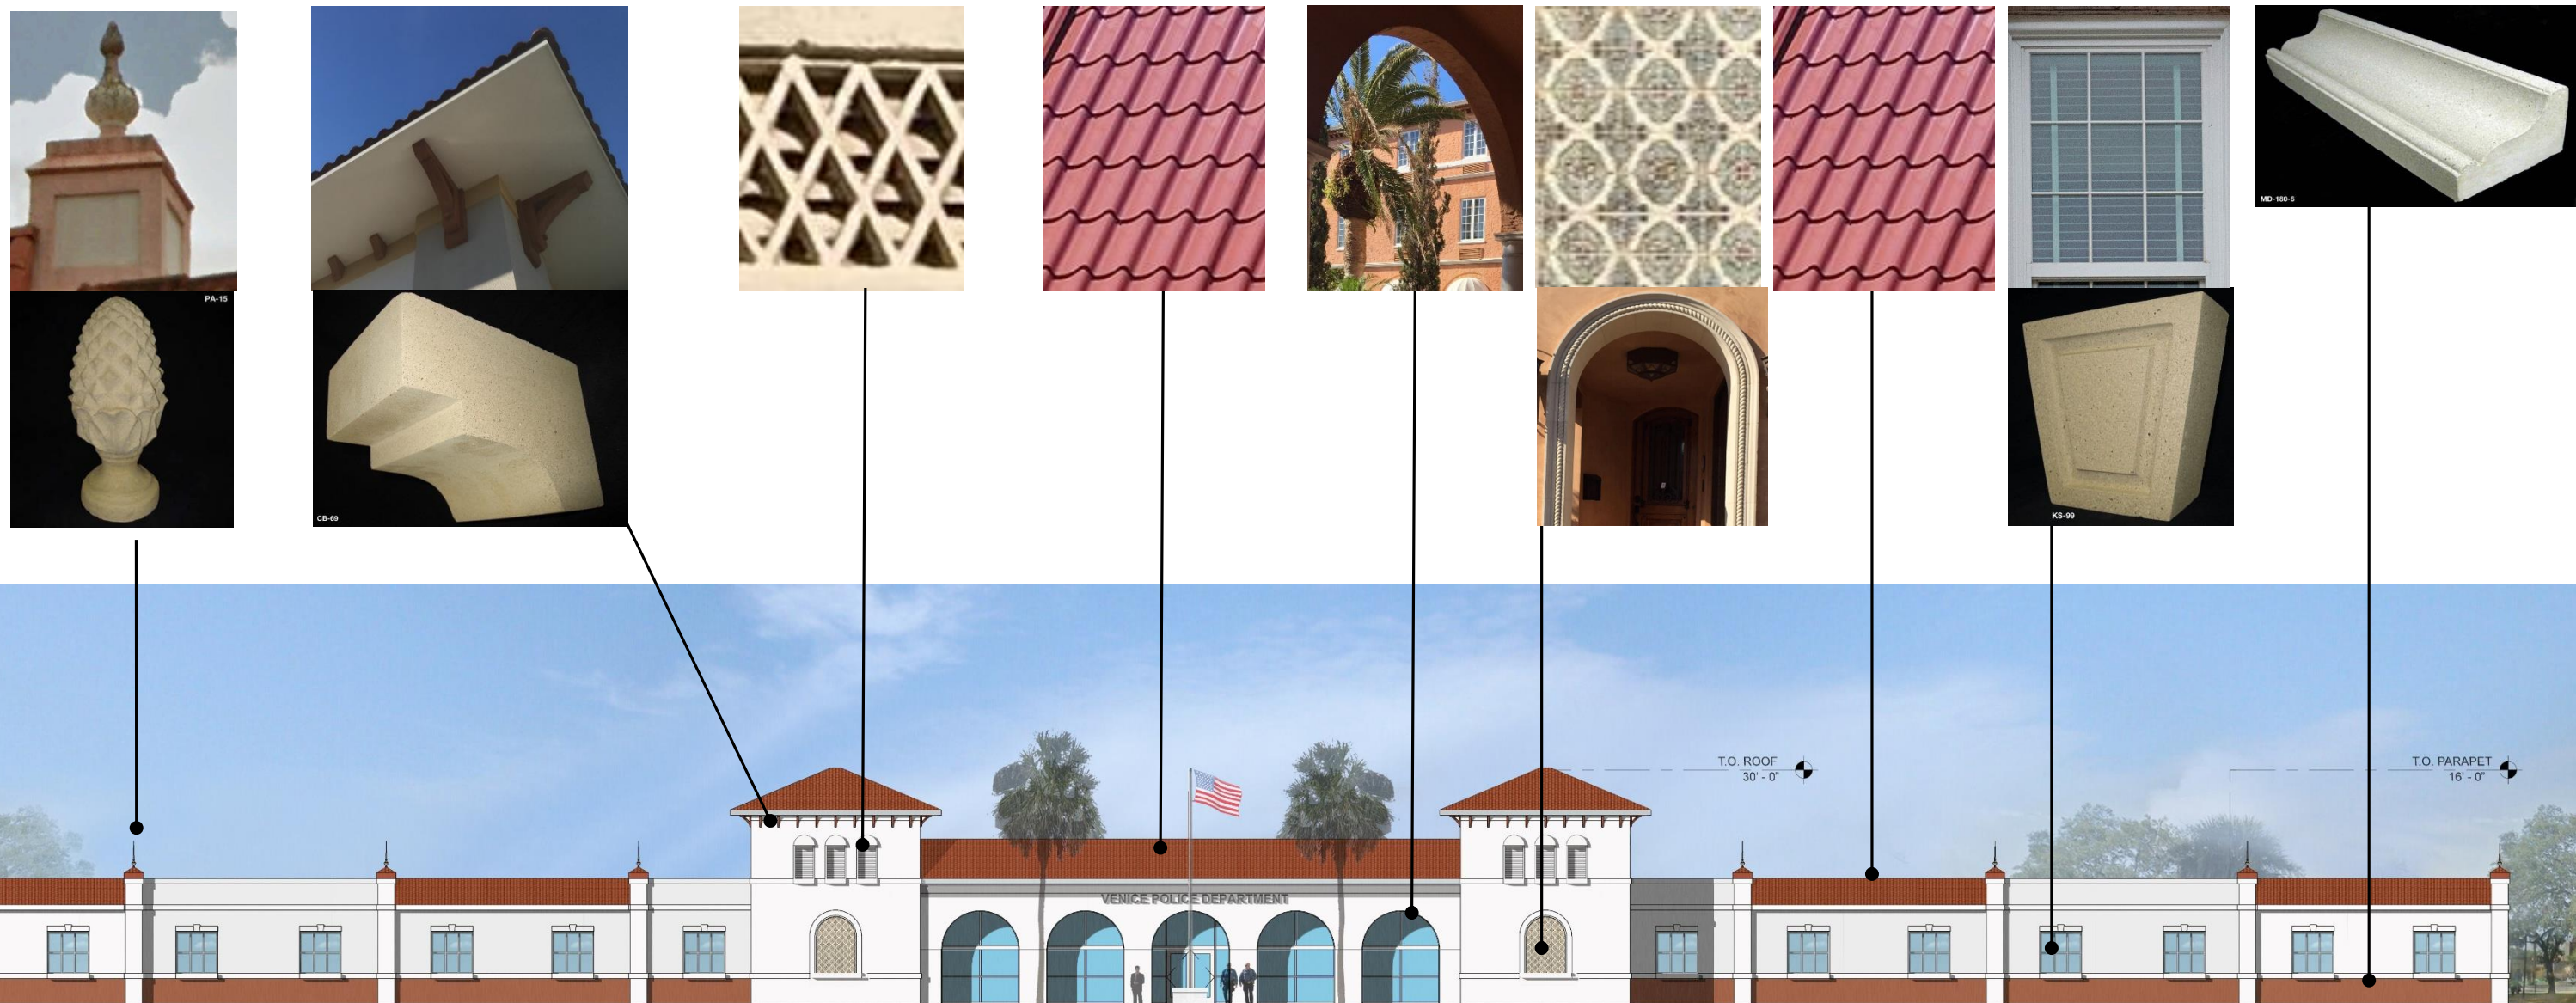 PA-15
CB-69
KS-99
MD-180-6
T.O. ROOF
30' - 0"
T.O. PARAPET
16' - 0"
VENICE POLICE DEPARTMENT